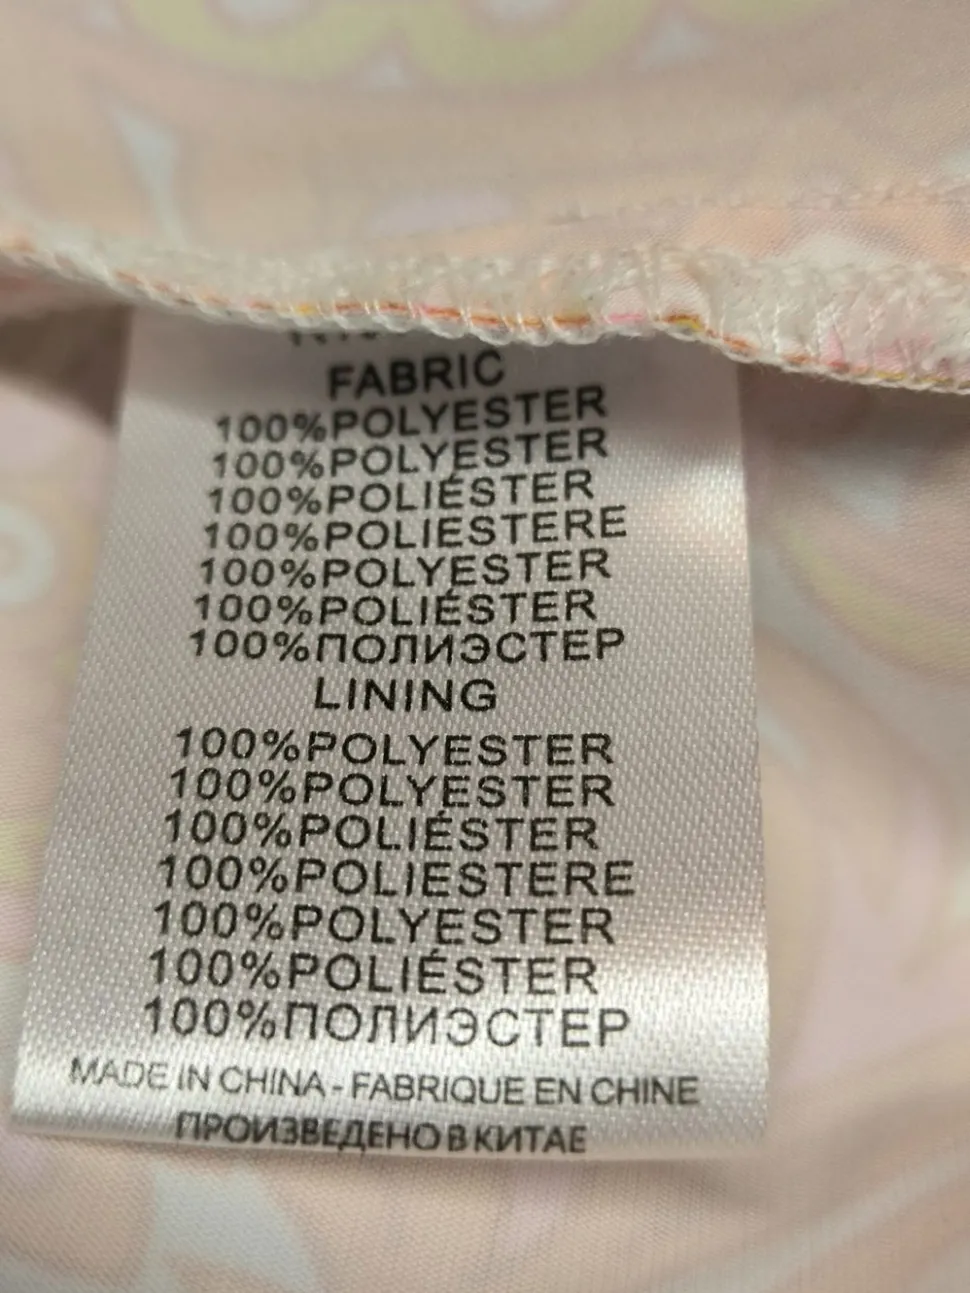 FABRIC
100%POLYESTER
100%POLYESTER
100%POLIÉSTER
100%POLIESTERE
100%POLYESTER
100%POLIÉSTER
100%ПОЛИЭСТЕР
LINING
100%POLYESTER
100%POLYESTER
100%POLIÉSTER
100%POLIESTERE
100%POLYESTER
100%POLIÉSTER
100%ПОЛИЭСТЕР
MADE IN CHINA - FABRIQUE EN CHINE
ПРОИЗВЕДЕНО В КИТАЕ